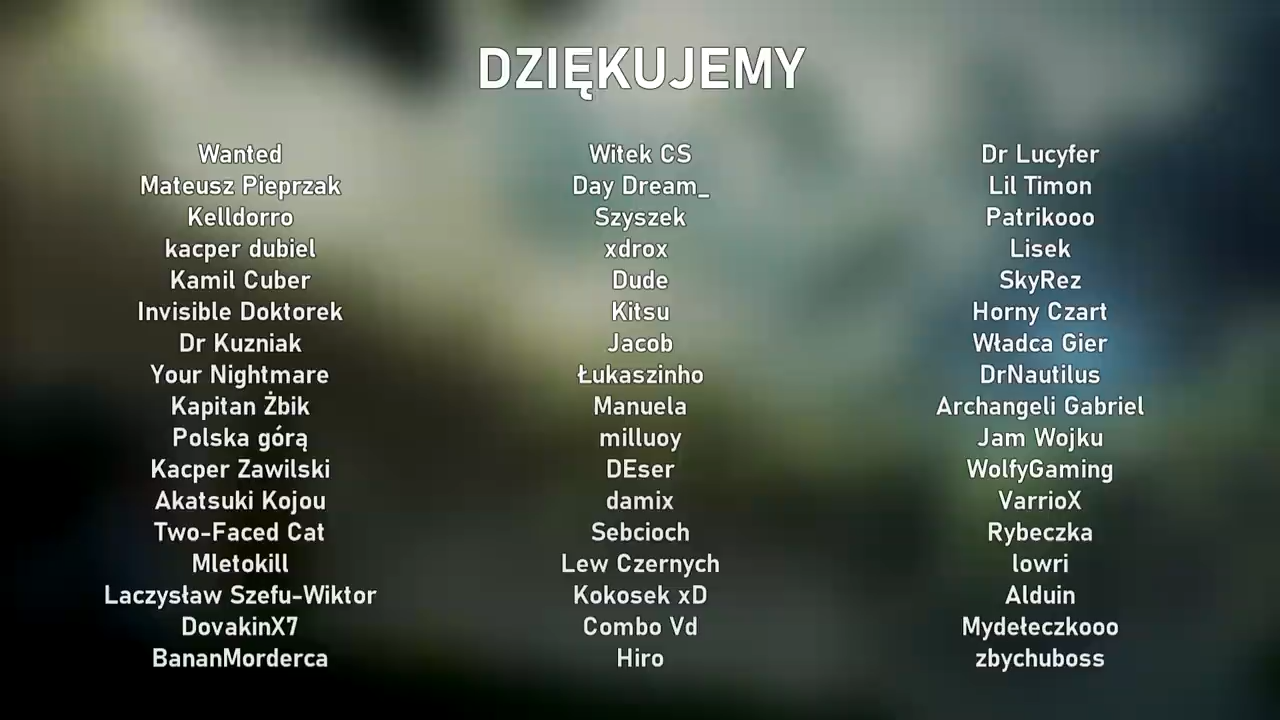 DZIĘKUJEMY
Wanted
Mateusz Pieprzak
Kelldorro
kacper dubiel
Kamil Cuber
Invisible Doktorek
Dr Kuzniak
Your Nightmare
Kapitan Żbik
Polska górą
Kacper Zawilski
Akatsuki Kojou
Two-Faced Cat
Mletokill
Laczysław Szefu-Wiktor
DovakinX7
BananMorderca
Witek CS
Day Dream_
Szyszek
xdrox
Dude
Kitsu
Jacob
Łukaszinho
Manuela
milluoy
DEser
damix
Sebcioch
Lew Czernych
Kokosek xD
Combo Vd
Hiro
Dr Lucyfer
Lil Timon
Patrikooo
Lisek
SkyRez
Horny Czart
Władca Gier
DrNautilus
Archangeli Gabriel
Jam Wojku
WolfyGaming
VarrioX
Rybeczka
lowri
Alduin
Mydełeczkooo
zbychuboss